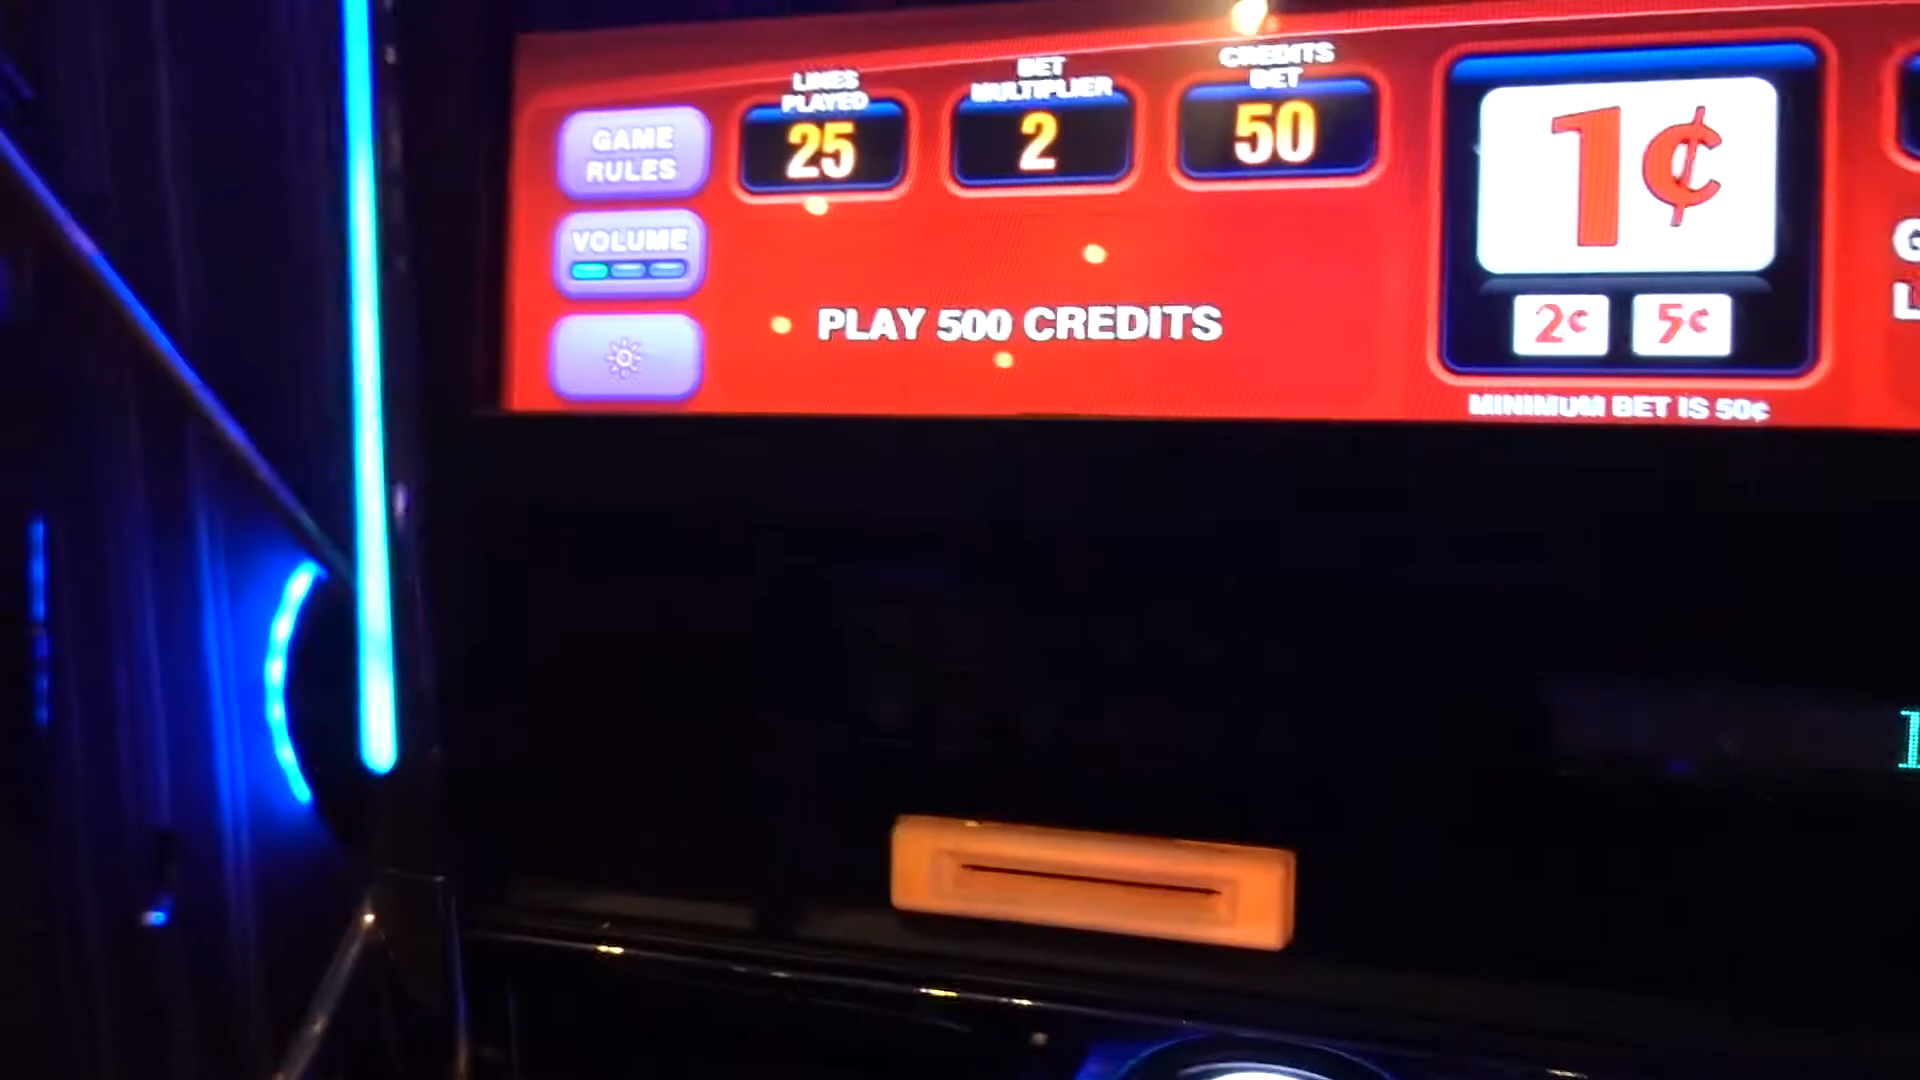 LINES
PLAYED
25
BET
MULTIPLIER
2
CREDITS
BET
50
GAME
RULES
VOLUME
PLAY 500 CREDITS
1¢
2¢ 5¢
MINIMUM BET IS 50¢